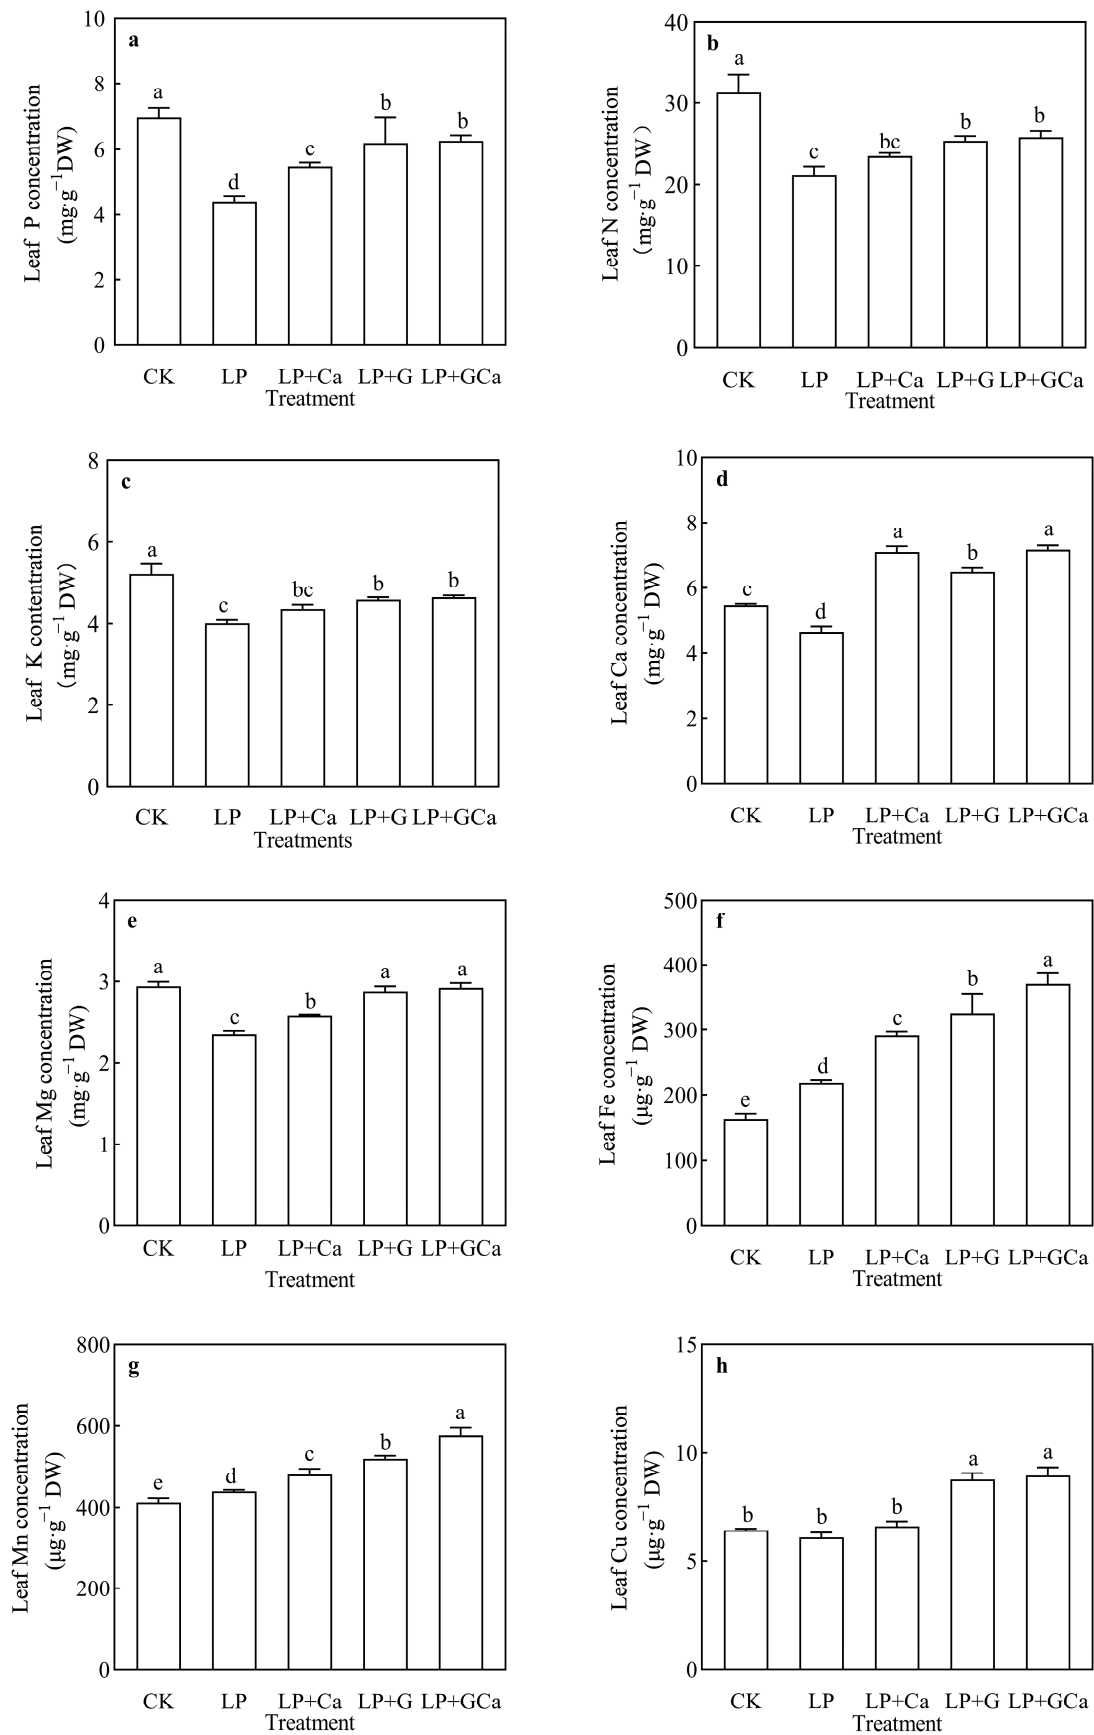 a
Leaf P concentration
(mg·g⁻¹DW)
10
8
6
4
2
0
a
d
c
b
b
CK LP LP+Ca LP+G LP+GCa
Treatment
b
Leaf N concentration
(mg·g⁻¹ DW)
40
30
20
10
0
a
c
bc
b
b
CK LP LP+Ca LP+G LP+GCa
Treatment
c
Leaf K contentration
(mg·g⁻¹ DW)
8
6
4
2
0
a
c
bc
b
b
CK LP LP+Ca LP+G LP+GCa
Treatments
d
Leaf Ca concentration
(mg·g⁻¹ DW)
10
8
6
4
2
0
c
d
a
b
a
CK LP LP+Ca LP+G LP+GCa
Treatment
e
Leaf Mg concentration
(mg·g⁻¹ DW)
4
3
2
1
0
a
c
b
a
a
CK LP LP+Ca LP+G LP+GCa
Treatment
f
Leaf Fe concentration
(μg·g⁻¹ DW)
500
400
300
200
100
0
e
d
c
b
a
CK LP LP+Ca LP+G LP+GCa
Treatment
g
Leaf Mn concentration
(μg·g⁻¹ DW)
800
600
400
200
0
e
d
c
b
a
CK LP LP+Ca LP+G LP+GCa
Treatment
h
Leaf Cu concentration
(μg·g⁻¹ DW)
15
10
5
0
b
b
b
a
a
CK LP LP+Ca LP+G LP+GCa
Treatment